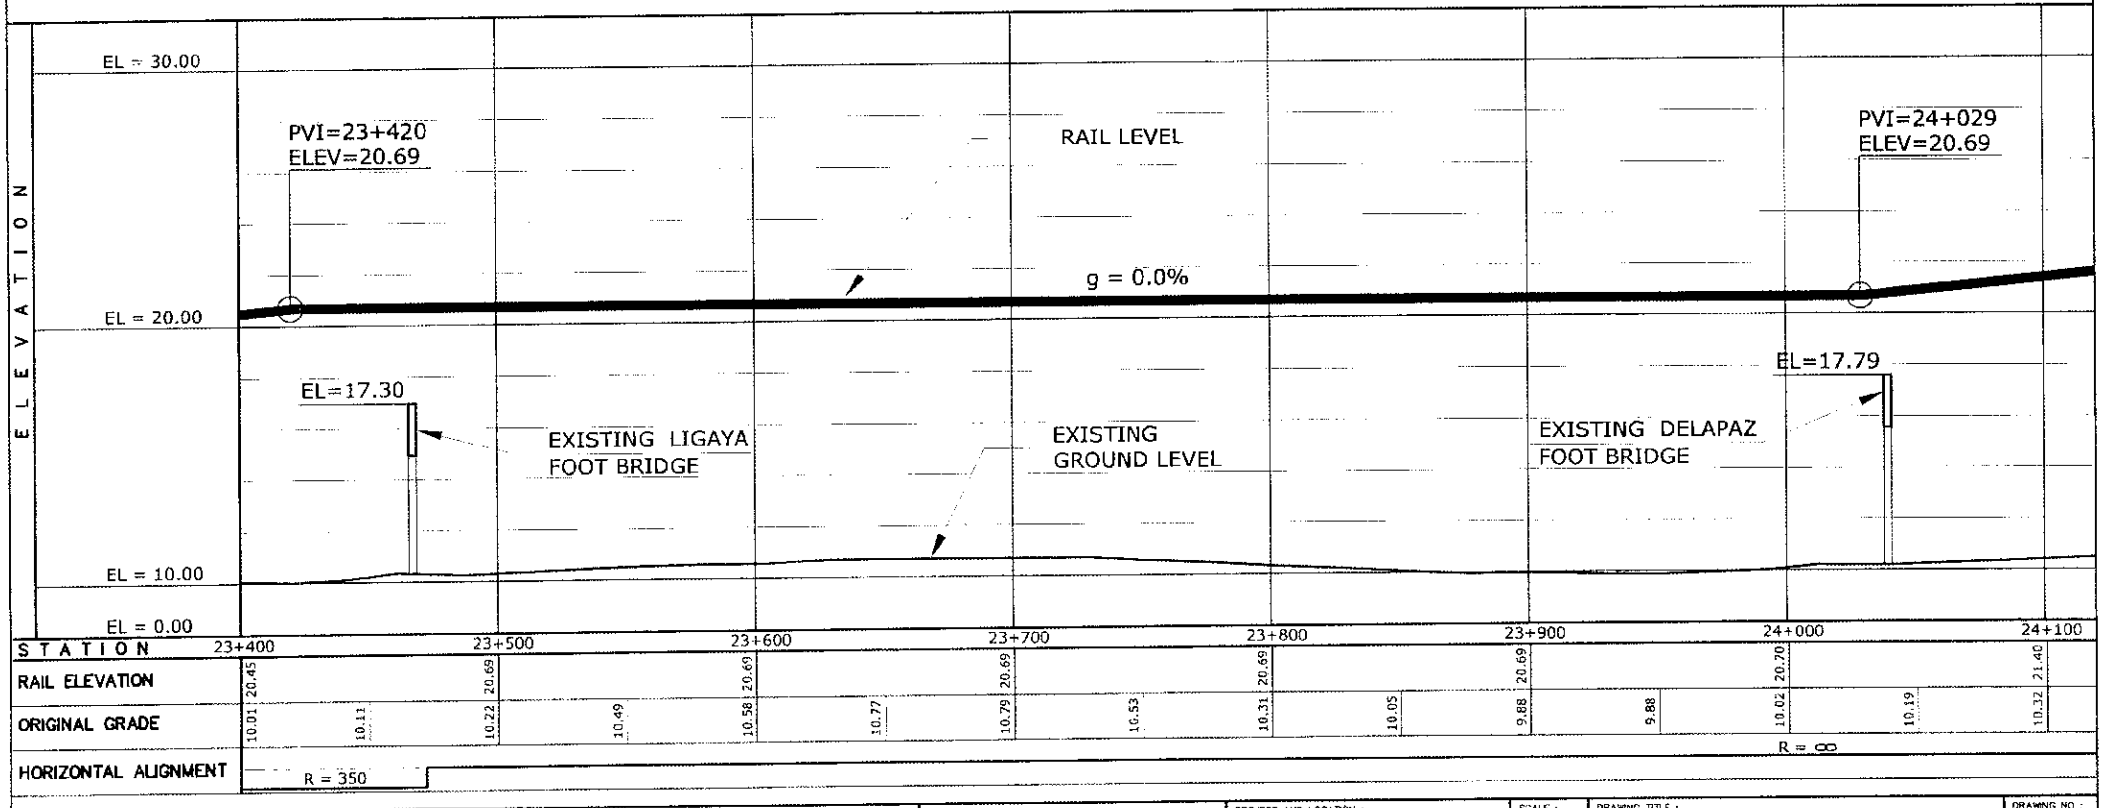 ELEVATION
EL = 30.00
PVI=23+420
ELEV=20.69
RAIL LEVEL
PVI=24+029
ELEV=20.69
g = 0.0%
EL = 20.00
EL=17.30
EL=17.79
EXISTING LIGAYA
FOOT BRIDGE
EXISTING
GROUND LEVEL
EXISTING DELAPAZ
FOOT BRIDGE
EL = 10.00
EL = 0.00
STATION 23+400 23+500 23+600 23+700 23+800 23+900 24+000 24+100
RAIL ELEVATION 20.45 20.69 20.69 20.69 20.69 20.69 20.70 21.40
ORIGINAL GRADE 10.01 10.11 10.22 10.49 10.58 10.77 10.79 10.53 10.31 10.05 9.88 9.88 10.02 10.19 10.32
R = ∞
HORIZONTAL ALIGNMENT R = 350
SCALE : DRAWING TITLE : DRAWING NO :